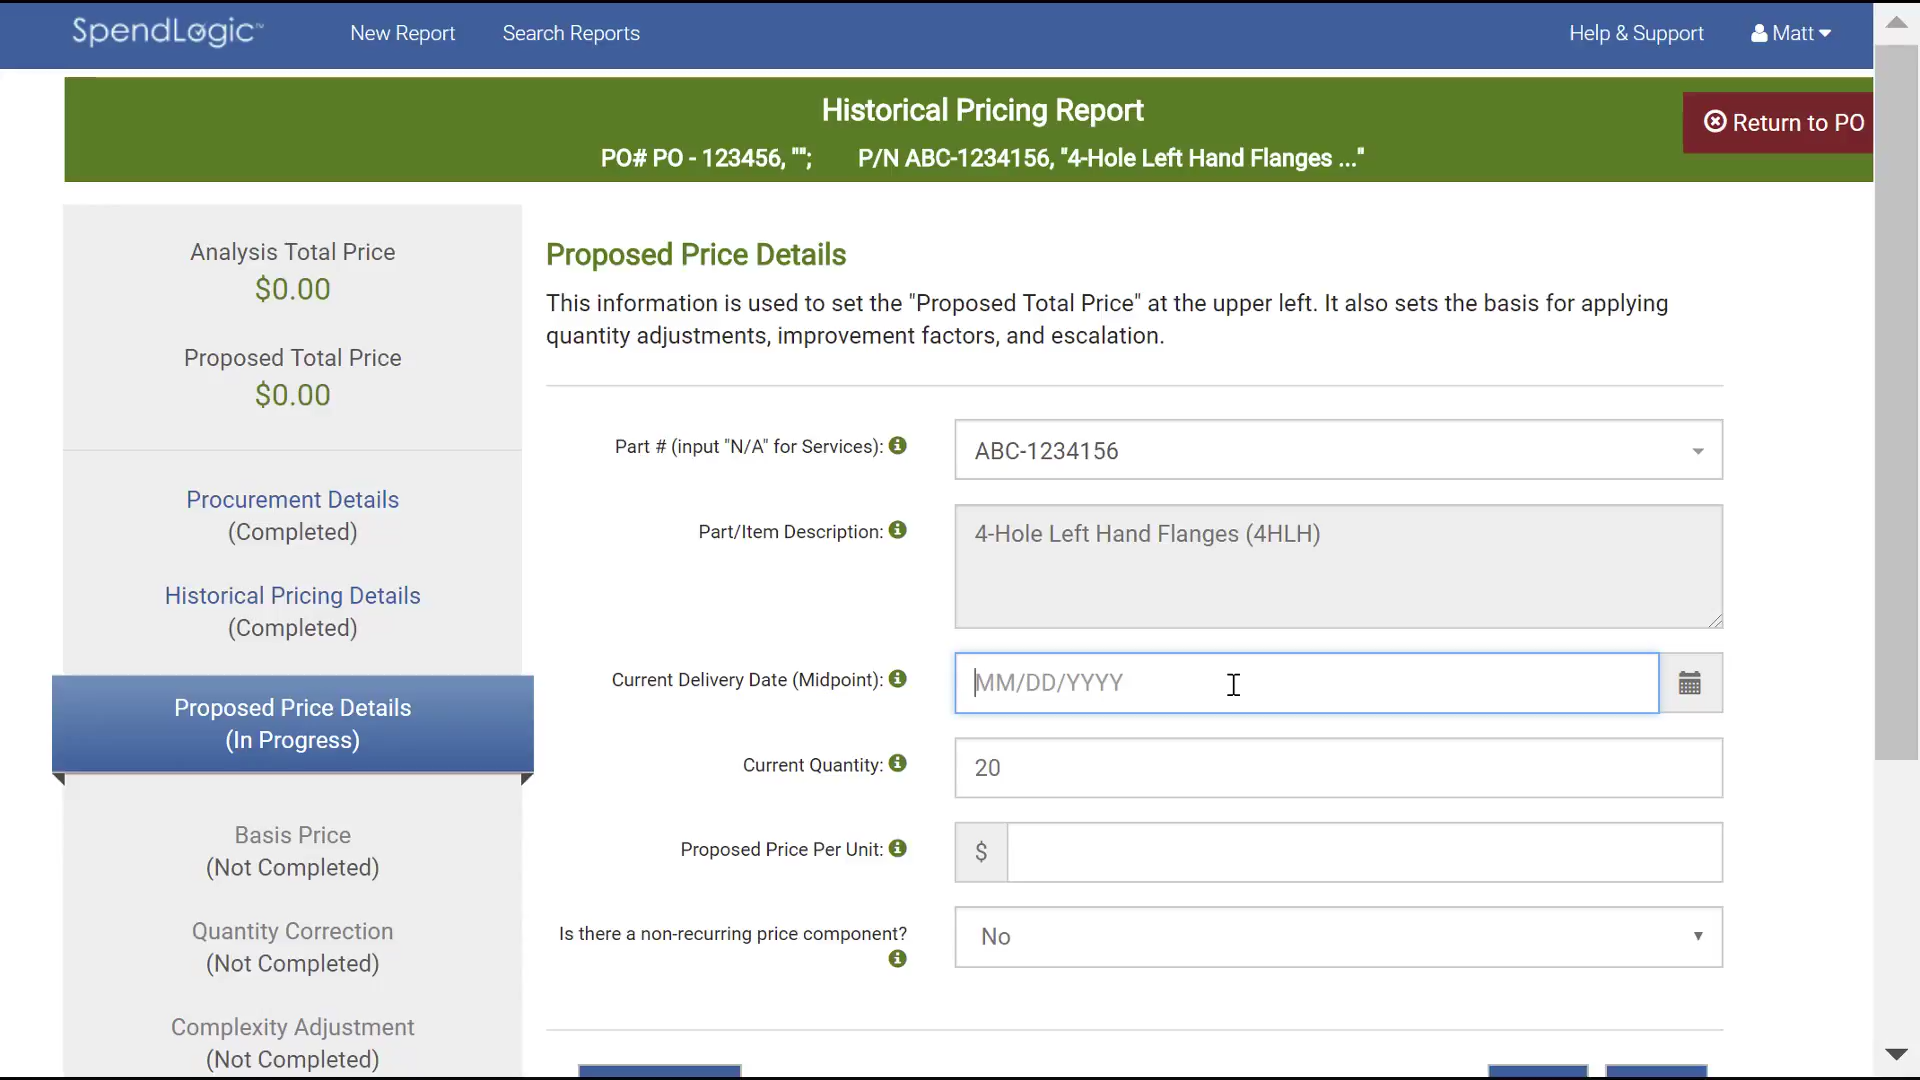 SpendLogic™
New Report
Search Reports
Help & Support
Matt
Historical Pricing Report
PO# PO - 123456, ""; P/N ABC-1234156, "4-Hole Left Hand Flanges ..."
Return to PO
Analysis Total Price
$0.00
Proposed Total Price
$0.00
Procurement Details
(Completed)
Historical Pricing Details
(Completed)
Proposed Price Details
(In Progress)
Basis Price
(Not Completed)
Quantity Correction
(Not Completed)
Complexity Adjustment
(Not Completed)
Proposed Price Details
This information is used to set the "Proposed Total Price" at the upper left. It also sets the basis for applying
quantity adjustments, improvement factors, and escalation.
Part # (input "N/A" for Services):
ABC-1234156
Part/Item Description:
4-Hole Left Hand Flanges (4HLH)
Current Delivery Date (Midpoint):
MM/DD/YYYY
Current Quantity:
20
Proposed Price Per Unit:
$
Is there a non-recurring price component?
No